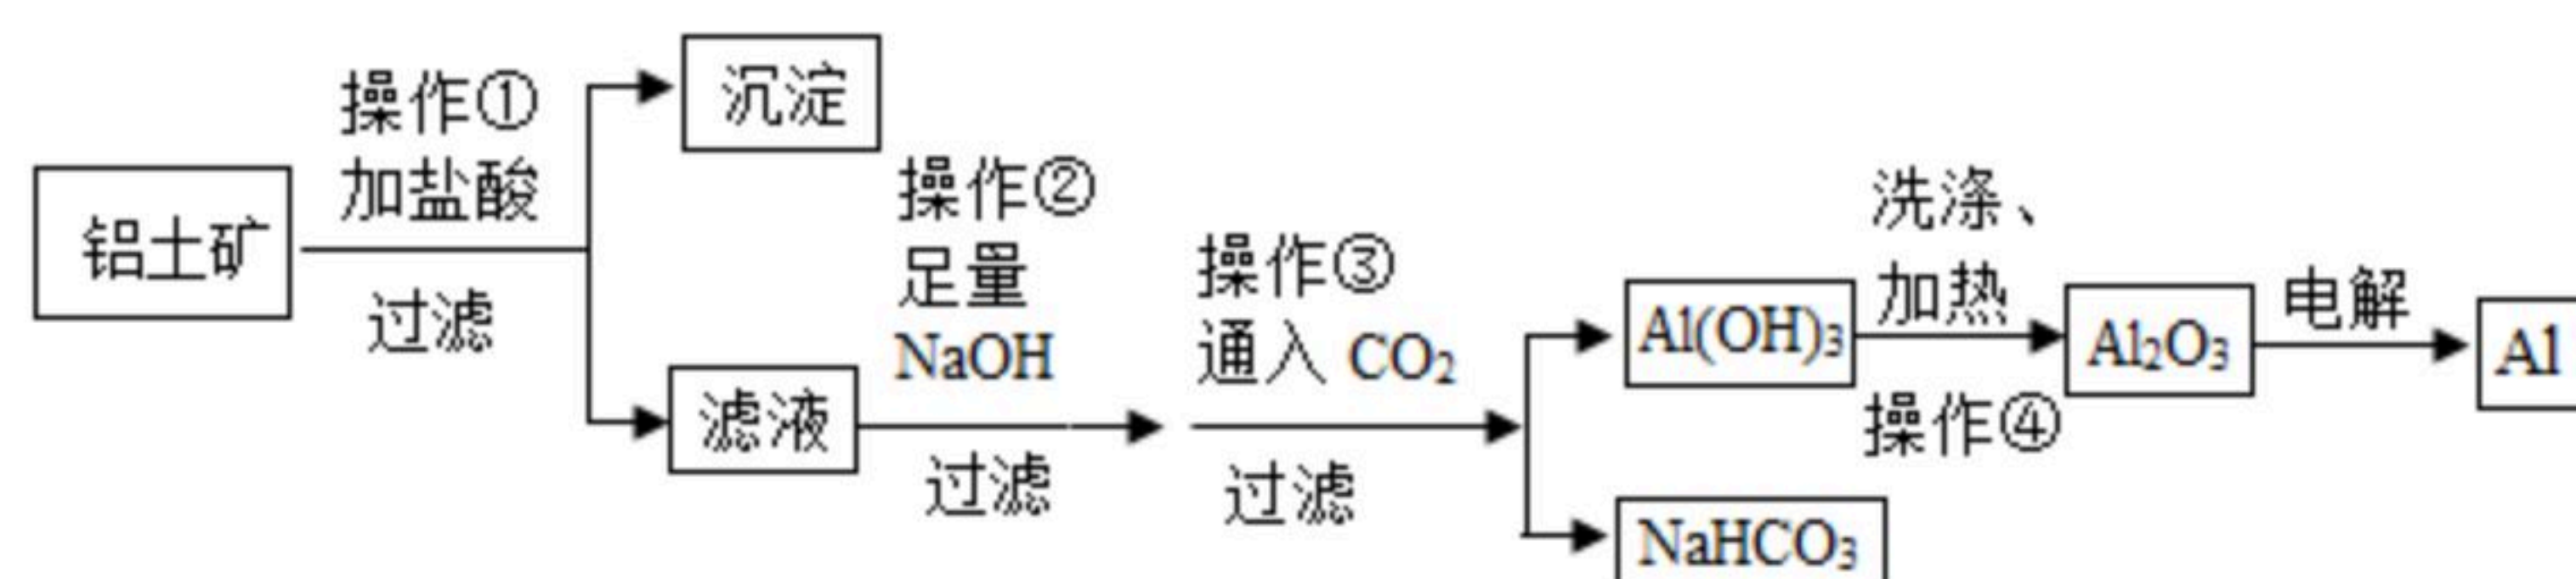 铝土矿
操作①
加盐酸
过滤
沉淀
滤液
操作②
足量
NaOH
过滤
操作③
通入 CO₂
过滤
Al(OH)₃
NaHCO₃
洗涤、
加热
操作④
Al₂O₃
电解
Al